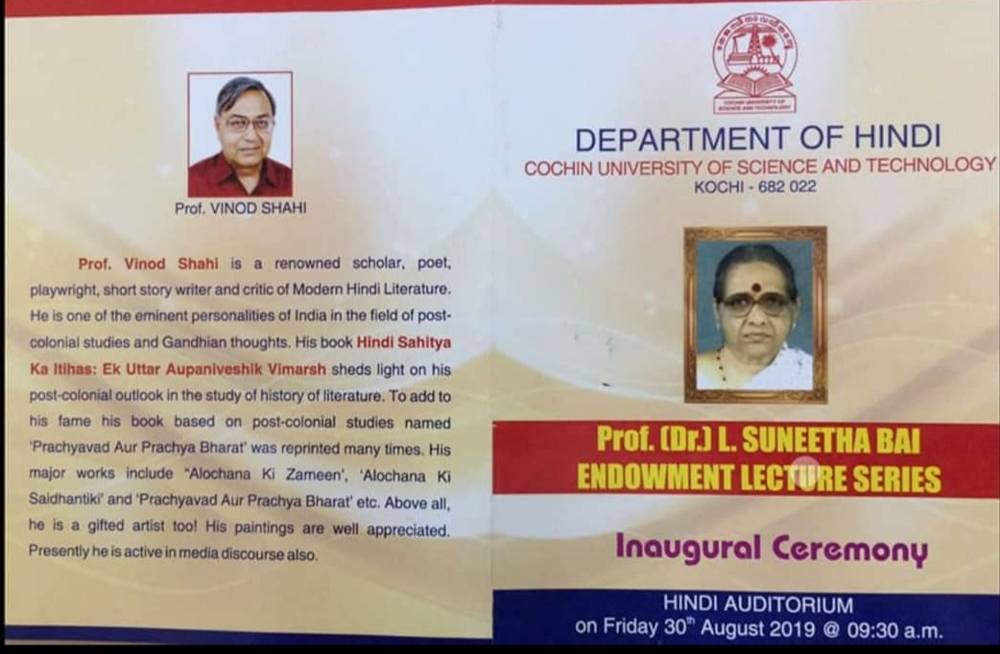 Prof. VINOD SHAHI
Prof. Vinod Shahi is a renowned scholar, poet,
playwright, short story writer and critic of Modern Hindi Literature.
He is one of the eminent personalities of India in the field of post-
colonial studies and Gandhian thoughts. His book Hindi Sahitya
Ka Itihas: Ek Uttar Aupaniveshik Vimarsh sheds light on his
post-colonial outlook in the study of history of literature. To add to
his fame his book based on post-colonial studies named
'Prachyavad Aur Prachya Bharat' was reprinted many times. His
major works include "Alochana Ki Zameen', 'Alochana Ki
Saidhantiki' and 'Prachyavad Aur Prachya Bharat' etc. Above all,
he is a gifted artist too! His paintings are well appreciated.
Presently he is active in media discourse also.
COCHIN UNIVERSITY OF
SCIENCE AND TECHNOLOGY
DEPARTMENT OF HINDI
COCHIN UNIVERSITY OF SCIENCE AND TECHNOLOGY
KOCHI - 682 022
Prof. (Dr.) L. SUNEETHA BAI
ENDOWMENT LECTURE SERIES
Inaugural Ceremony
HINDI AUDITORIUM
on Friday 30th August 2019 @ 09:30 a.m.